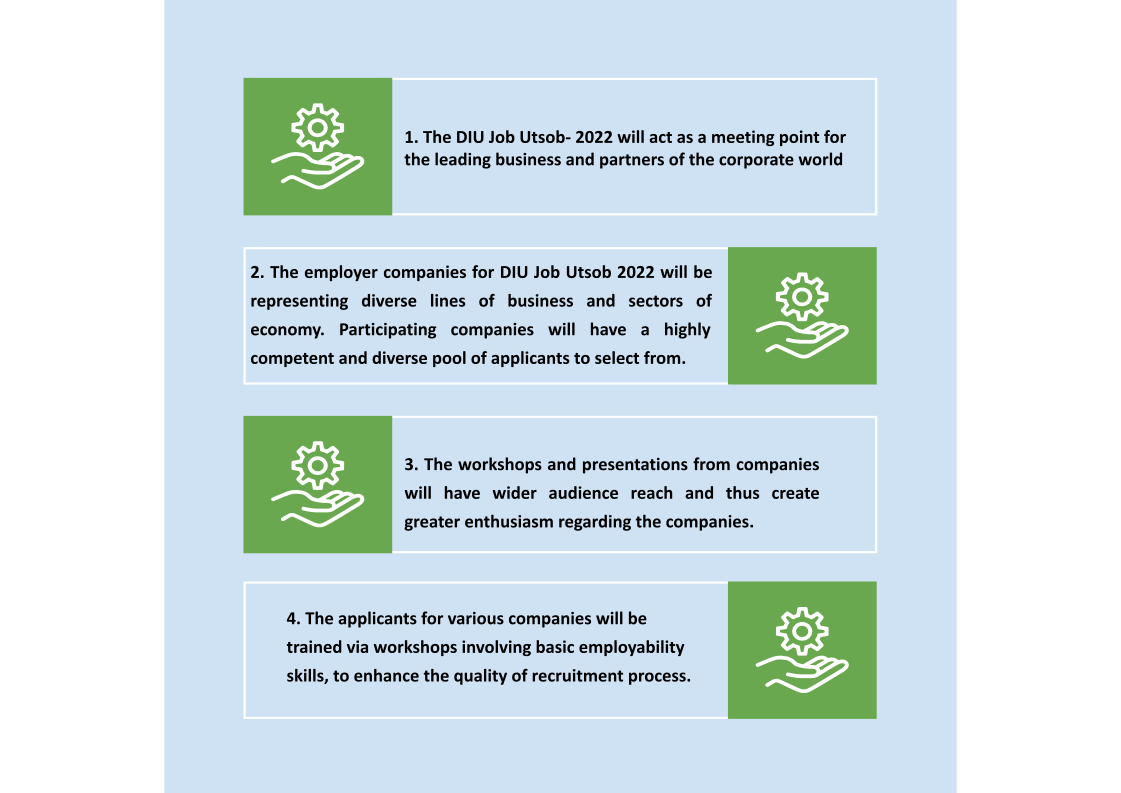 1. The DIU Job Utsob- 2022 will act as a meeting point for
the leading business and partners of the corporate world
2. The employer companies for DIU Job Utsob 2022 will be
representing diverse lines of business and sectors of
economy. Participating companies will have a highly
competent and diverse pool of applicants to select from.
3. The workshops and presentations from companies
will have wider audience reach and thus create
greater enthusiasm regarding the companies.
4. The applicants for various companies will be
trained via workshops involving basic employability
skills, to enhance the quality of recruitment process.